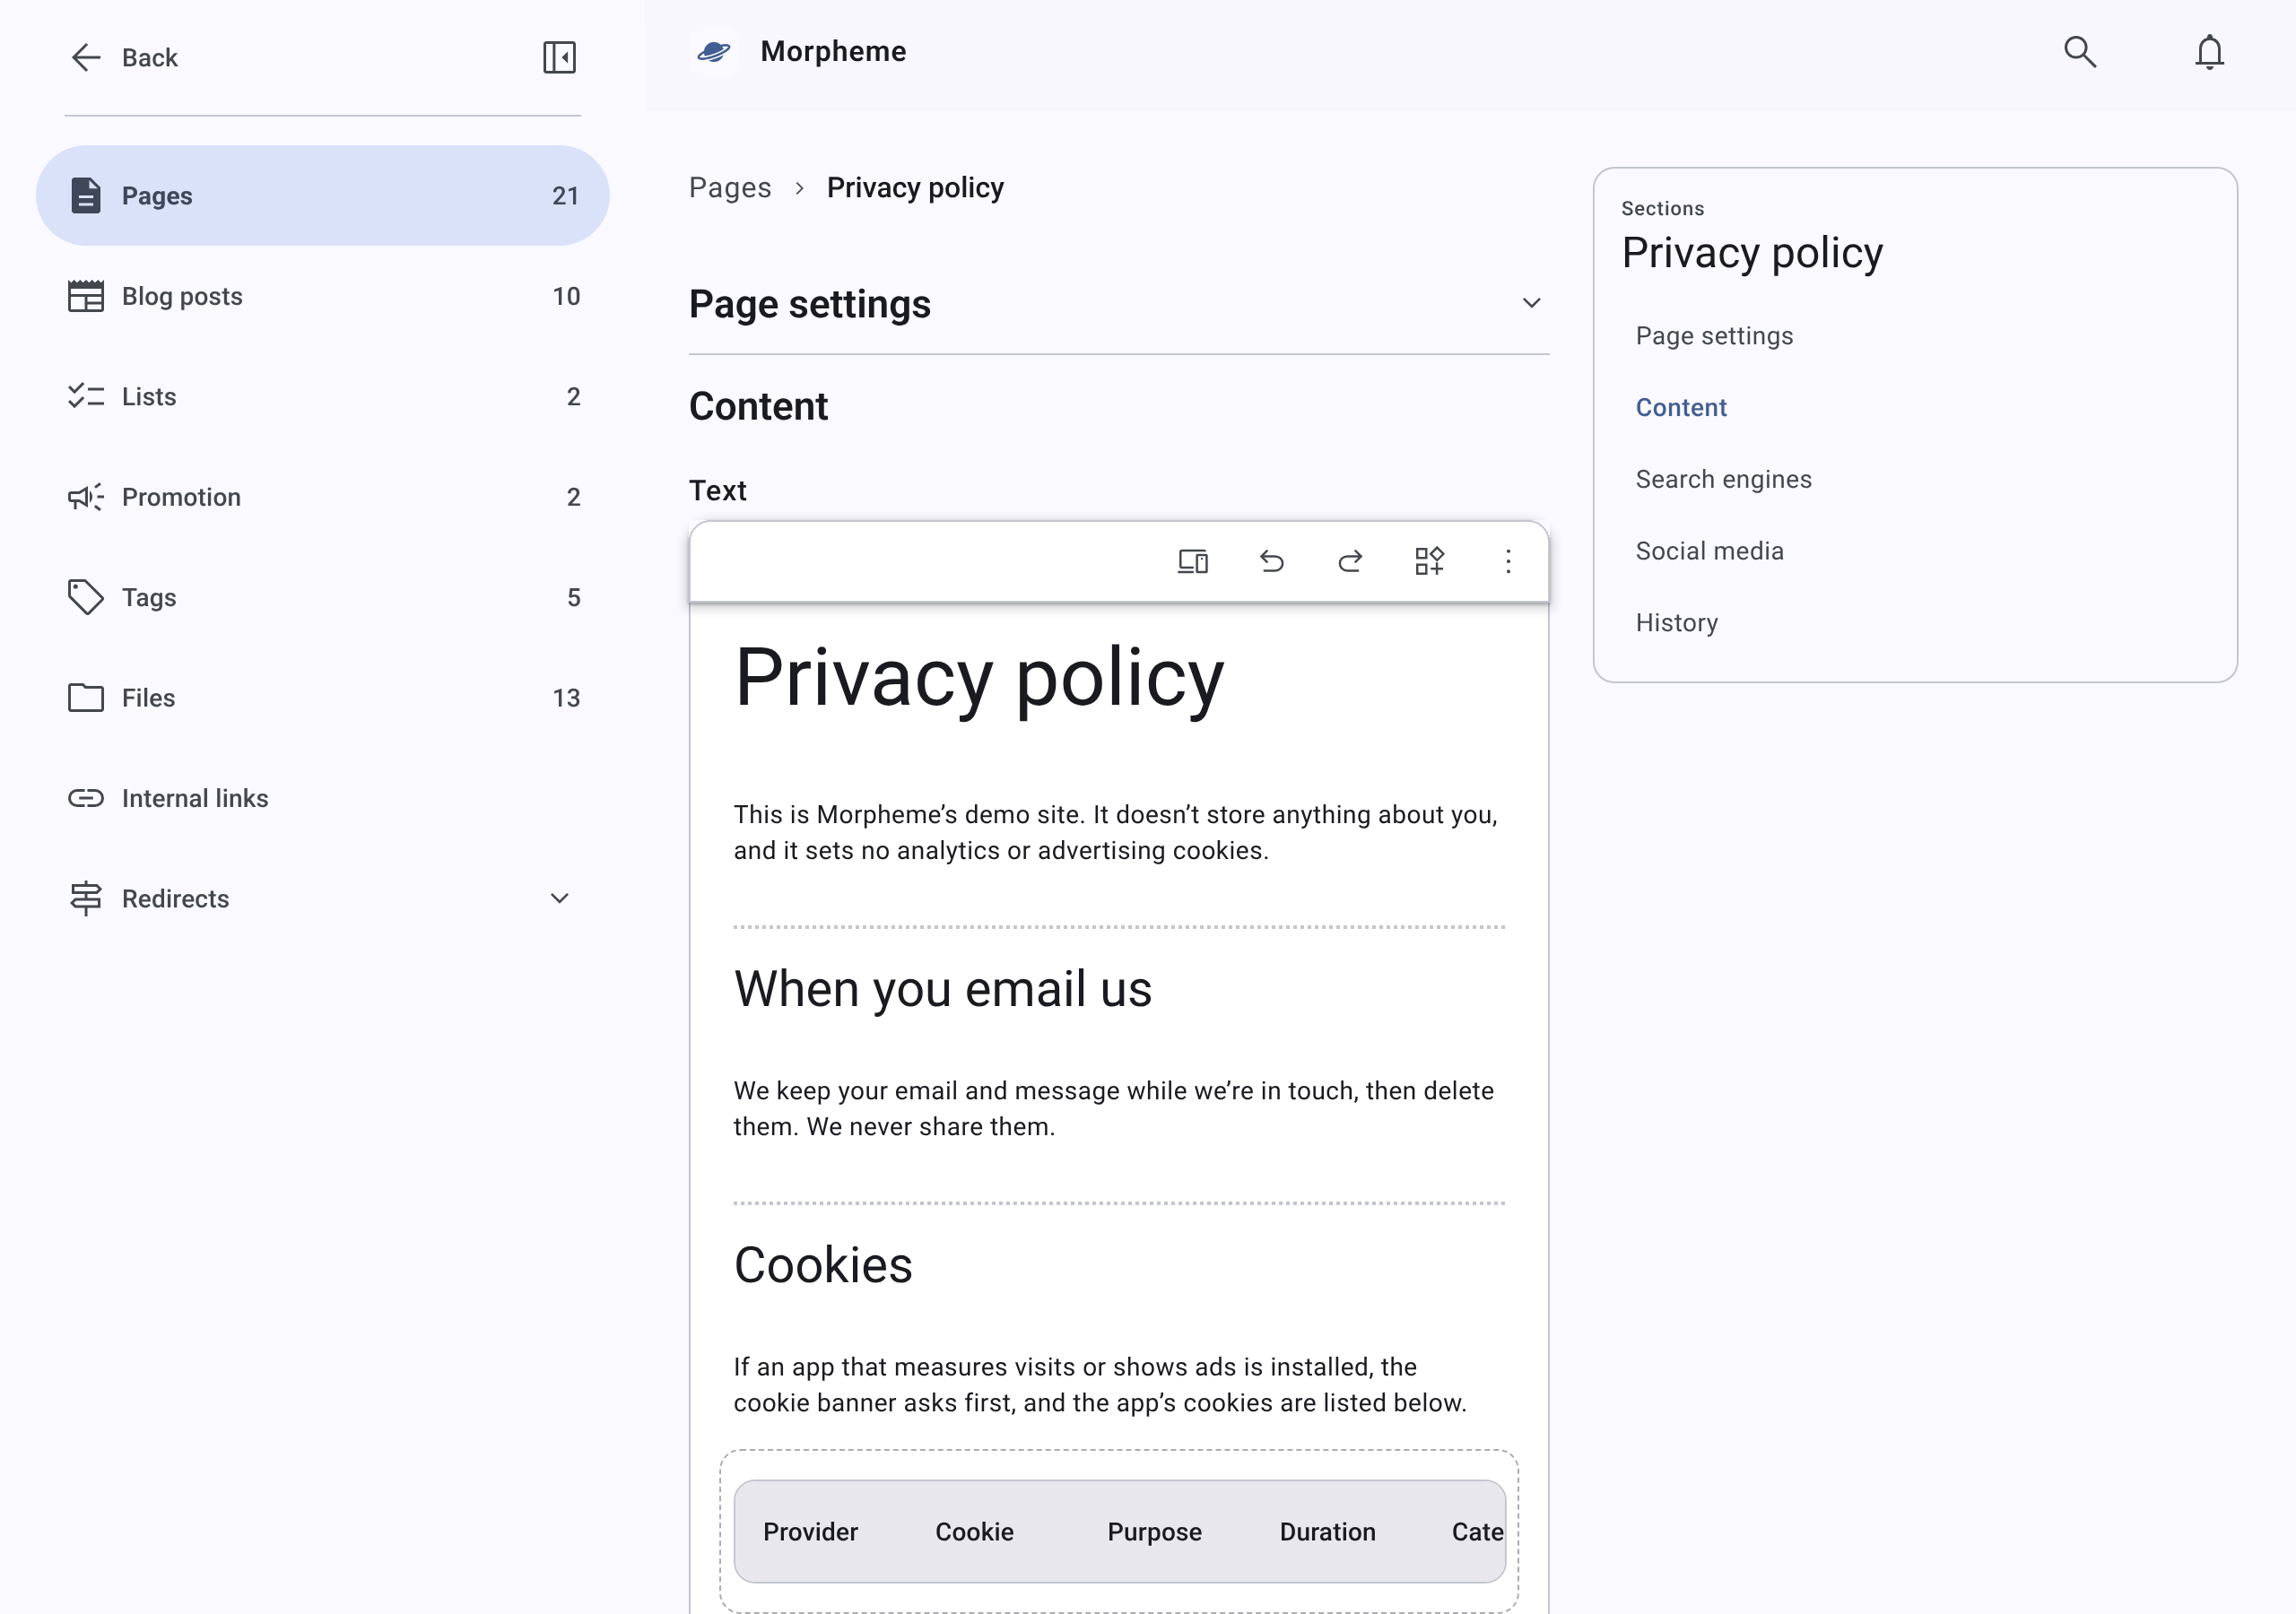 Back
Pages 21
Blog posts 10
Lists 2
Promotion 2
Tags 5
Files 13
Internal links
Redirects
Morpheme
Pages > Privacy policy
Page settings
Content
Text
Privacy policy
This is Morpheme’s demo site. It doesn’t store anything about you,
and it sets no analytics or advertising cookies.
When you email us
We keep your email and message while we’re in touch, then delete
them. We never share them.
Cookies
If an app that measures visits or shows ads is installed, the
cookie banner asks first, and the app’s cookies are listed below.
Provider Cookie Purpose Duration Cate
Sections
Privacy policy
Page settings
Content
Search engines
Social media
History